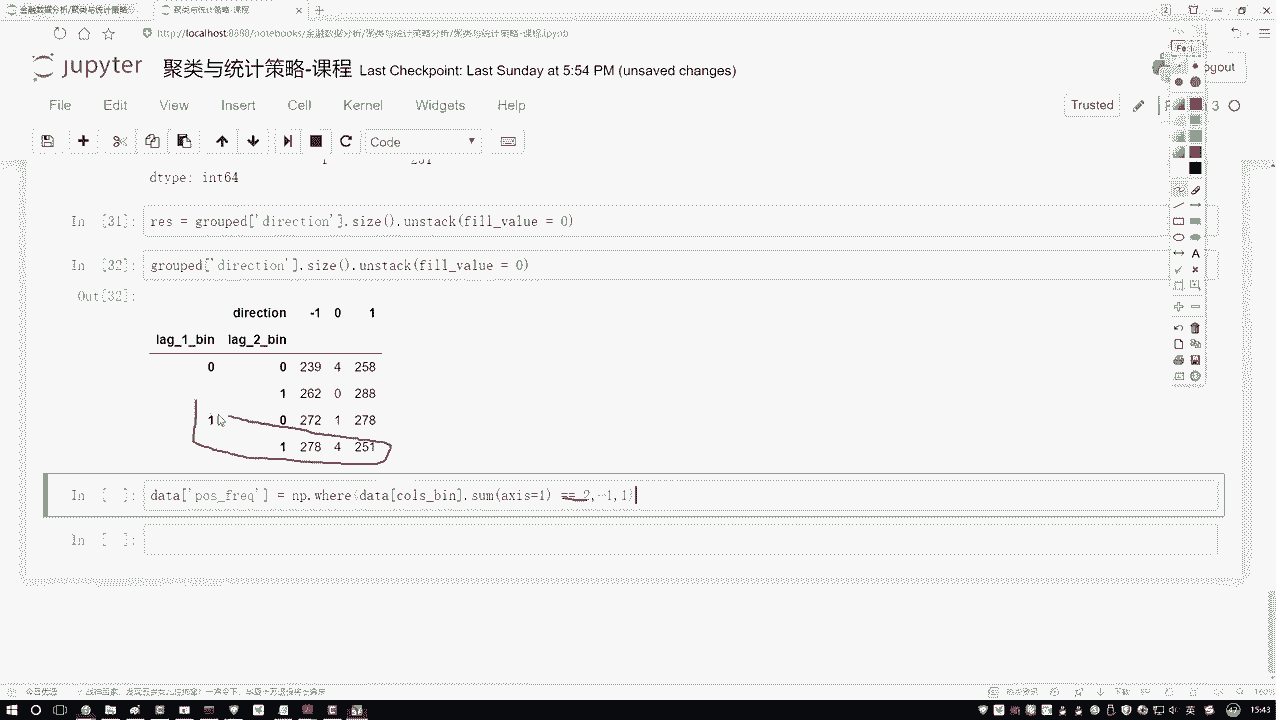 金融数据分析/聚类与统计策略
聚类与统计策略-课程
http://localhost:8880/notebooks/金融数据分析/聚类与统计策略分析/聚类与统计策略-课程.ipynb
jupyter 聚类与统计策略-课程 Last Checkpoint: Last Sunday at 5:54 PM (unsaved changes)
File Edit View Insert Cell Kernel Widgets Help
Trusted
Code
dtype: int64
In [31]: res = grouped['direction'].size().unstack(fill_value = 0)
In [32]: grouped['direction'].size().unstack(fill_value = 0)
Out[32]:
direction -1 0 1
lag_1_bin lag_2_bin
0 0 239 4 258
1 262 0 288
1 0 272 1 278
1 278 4 251
In [ ]: data['pos_freq'] = np.where(data[cols_bin].sum(axis=1) == 2,-1,1)
In [ ]:
英
15:43